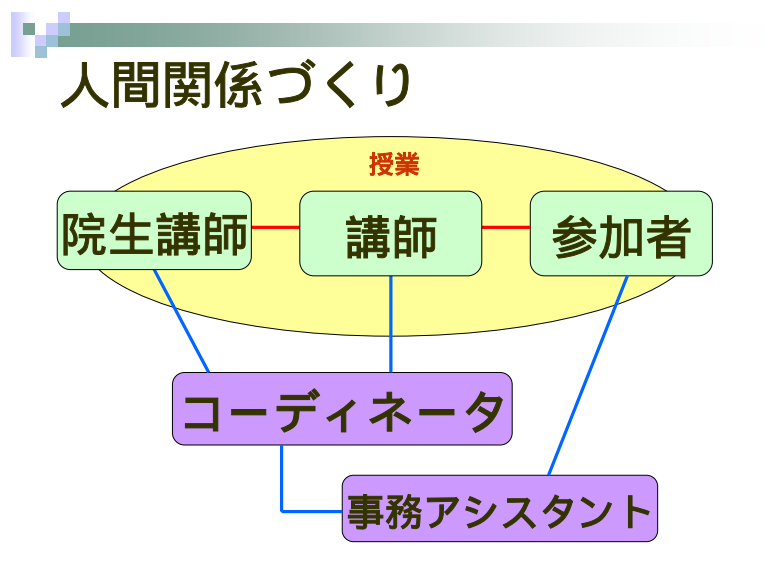 人間関係づくり
授業
院生講師
講師
参加者
コーディネータ
事務アシスタント